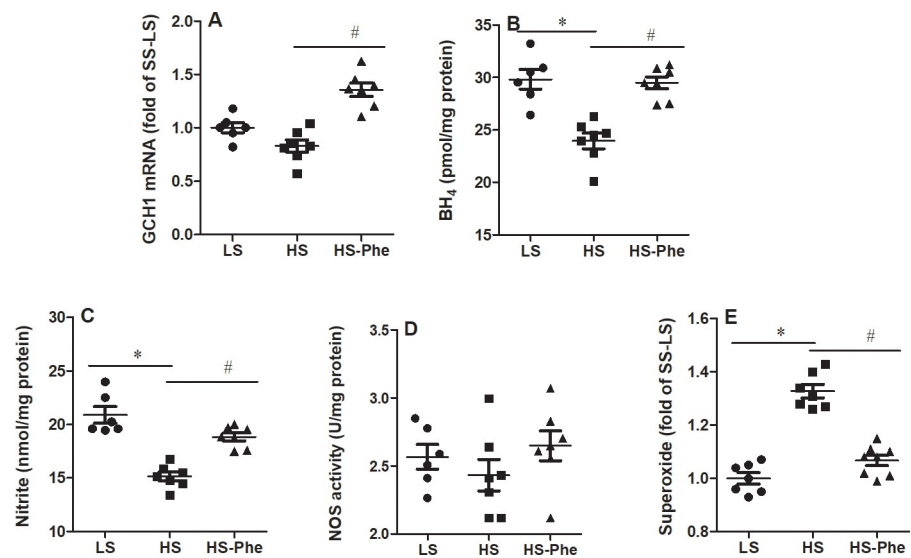 A
GCH1 mRNA (fold of SS-LS)
2.0
1.5
1.0
0.5
0.0
#
LS HS HS-Phe
B
BH4 (pmol/mg protein)
35
30
25
20
15
* #
LS HS HS-Phe
C
Nitrite (nmol/mg protein)
30
25
20
15
10
* #
LS HS HS-Phe
D
NOS activity (U/mg protein)
3.5
3.0
2.5
2.0
LS HS HS-Phe
E
Superoxide (fold of SS-LS)
1.6
1.4
1.2
1.0
0.8
* #
LS HS HS-Phe